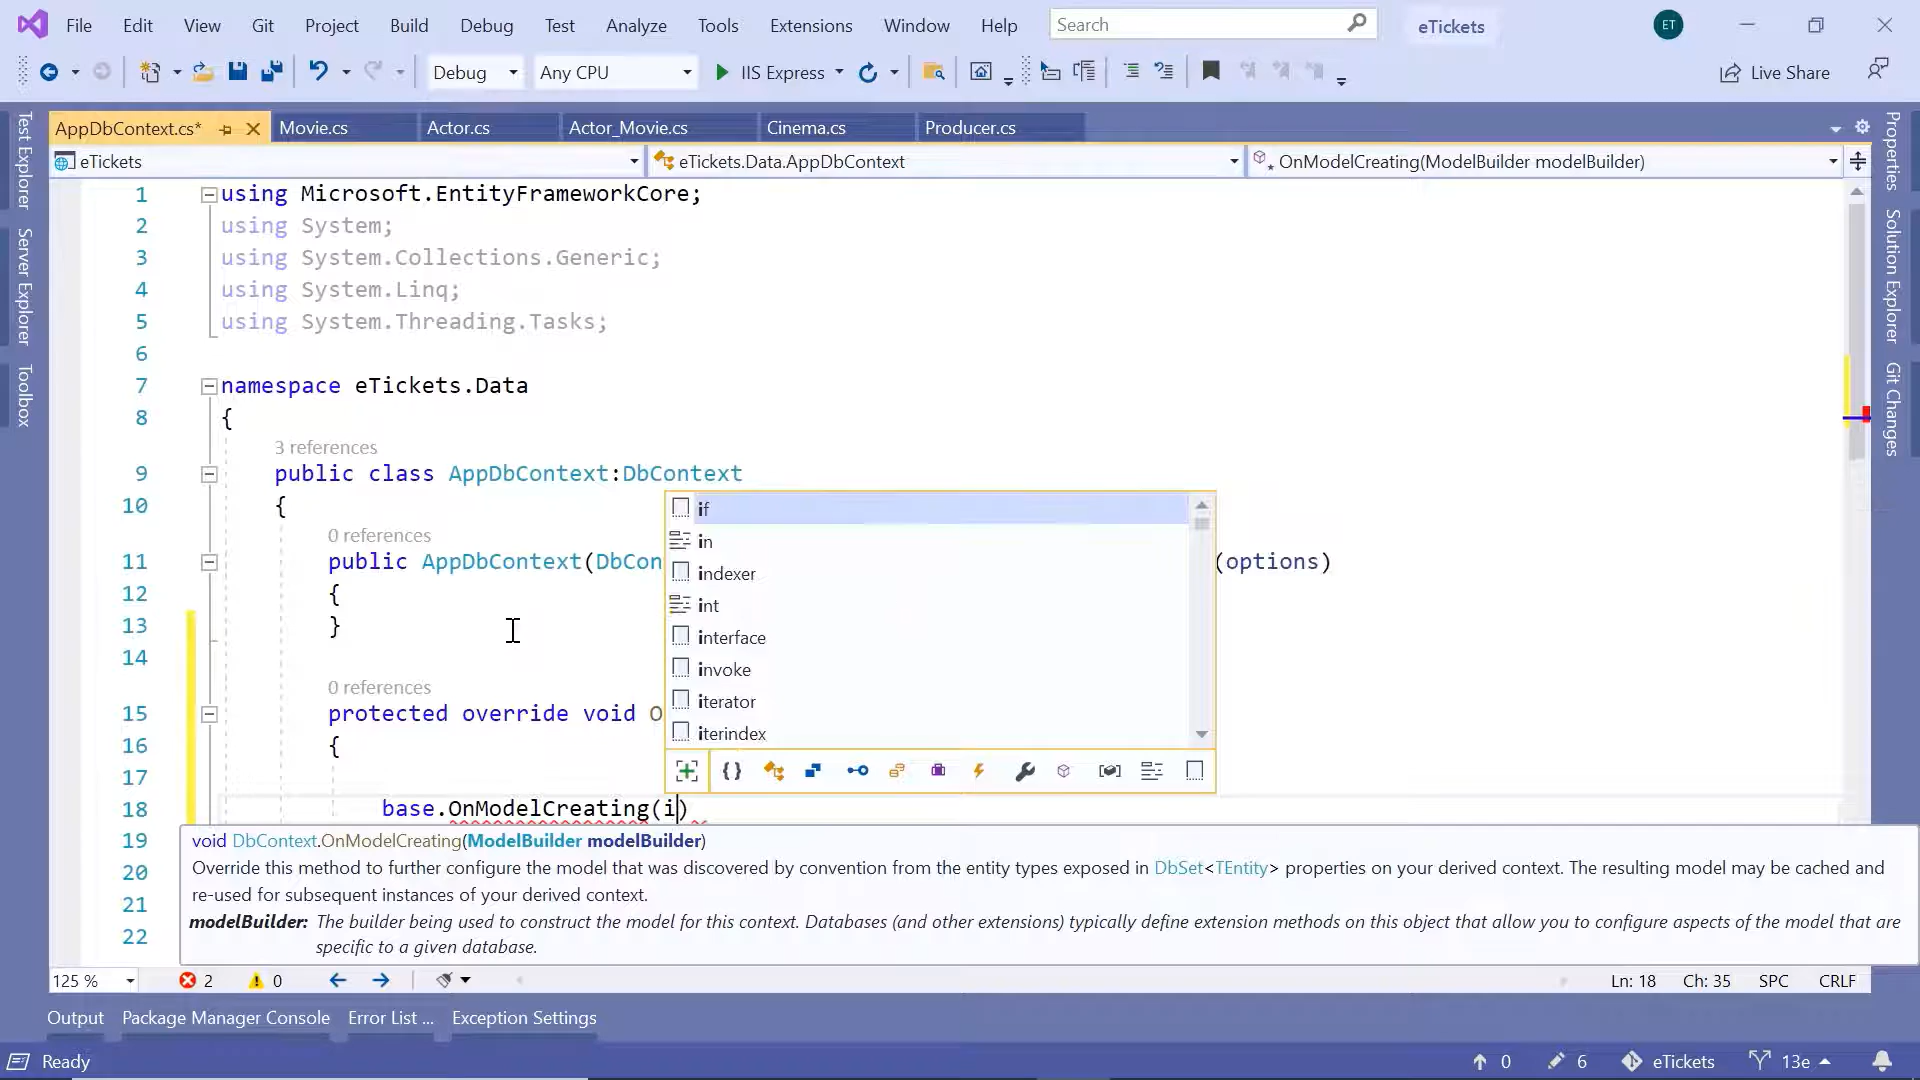 File Edit View Git Project Build Debug Test Analyze Tools Extensions Window Help Search eTickets ET
Debug Any CPU IIS Express Live Share
AppDbContext.cs* Movie.cs Actor.cs Actor_Movie.cs Cinema.cs Producer.cs
eTickets eTickets.Data.AppDbContext OnModelCreating(ModelBuilder modelBuilder)
Test Explorer
Server Explorer
Toolbox
1 using Microsoft.EntityFrameworkCore;
2 using System;
3 using System.Collections.Generic;
4 using System.Linq;
5 using System.Threading.Tasks;
6
7 namespace eTickets.Data
8 {
3 references
9 public class AppDbContext:DbContext
10 {
0 references
11 public AppDbContext(DbCon (options)
12 {
13 }
14
0 references
15 protected override void O
16 {
17
18 base.OnModelCreating(i)
19
20
21
22
if
in
indexer
int
interface
invoke
iterator
iterindex
void DbContext.OnModelCreating(ModelBuilder modelBuilder)
Override this method to further configure the model that was discovered by convention from the entity types exposed in DbSet<TEntity> properties on your derived context. The resulting model may be cached and
re-used for subsequent instances of your derived context.
modelBuilder: The builder being used to construct the model for this context. Databases (and other extensions) typically define extension methods on this object that allow you to configure aspects of the model that are
specific to a given database.
Properties
Solution Explorer
Git Changes
125 % 2 0 Ln: 18 Ch: 35 SPC CRLF
Output Package Manager Console Error List ... Exception Settings
Ready 0 6 eTickets 13e